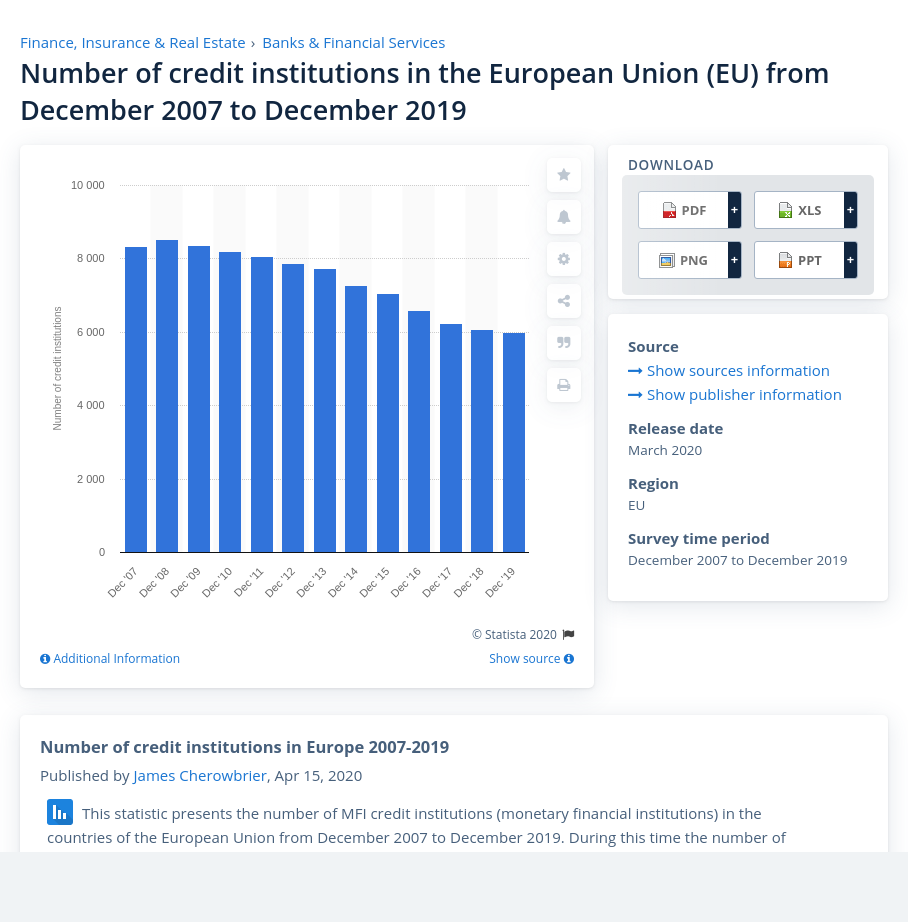 Finance, Insurance & Real Estate › Banks & Financial Services
Number of credit institutions in the European Union (EU) from
December 2007 to December 2019
10 000
8 000
6 000
4 000
2 000
0
Number of credit institutions
Dec '07
Dec '08
Dec '09
Dec '10
Dec '11
Dec '12
Dec '13
Dec '14
Dec '15
Dec '16
Dec '17
Dec '18
Dec '19
© Statista 2020
Additional Information
Show source
DOWNLOAD
PDF +
XLS +
PNG +
PPT +
Source
Show sources information
Show publisher information
Release date
March 2020
Region
EU
Survey time period
December 2007 to December 2019
Number of credit institutions in Europe 2007-2019
Published by James Cherowbrier, Apr 15, 2020
This statistic presents the number of MFI credit institutions (monetary financial institutions) in the
countries of the European Union from December 2007 to December 2019. During this time the number of